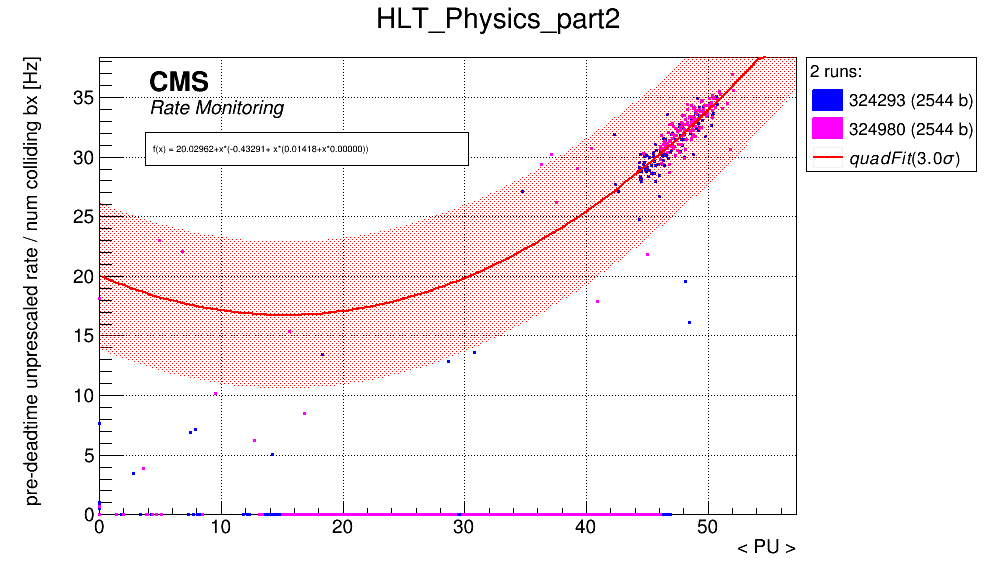 HLT_Physics_part2
pre-deadtime unprescaled rate / num colliding bx [Hz]
CMS
Rate Monitoring
f(x) = 20.02962+x*(-0.43291+ x*(0.01418+x*0.00000))
35
30
25
20
15
10
5
0
0 10 20 30 40 50
< PU >
2 runs:
324293 (2544 b)
324980 (2544 b)
quadFit(3.0σ)